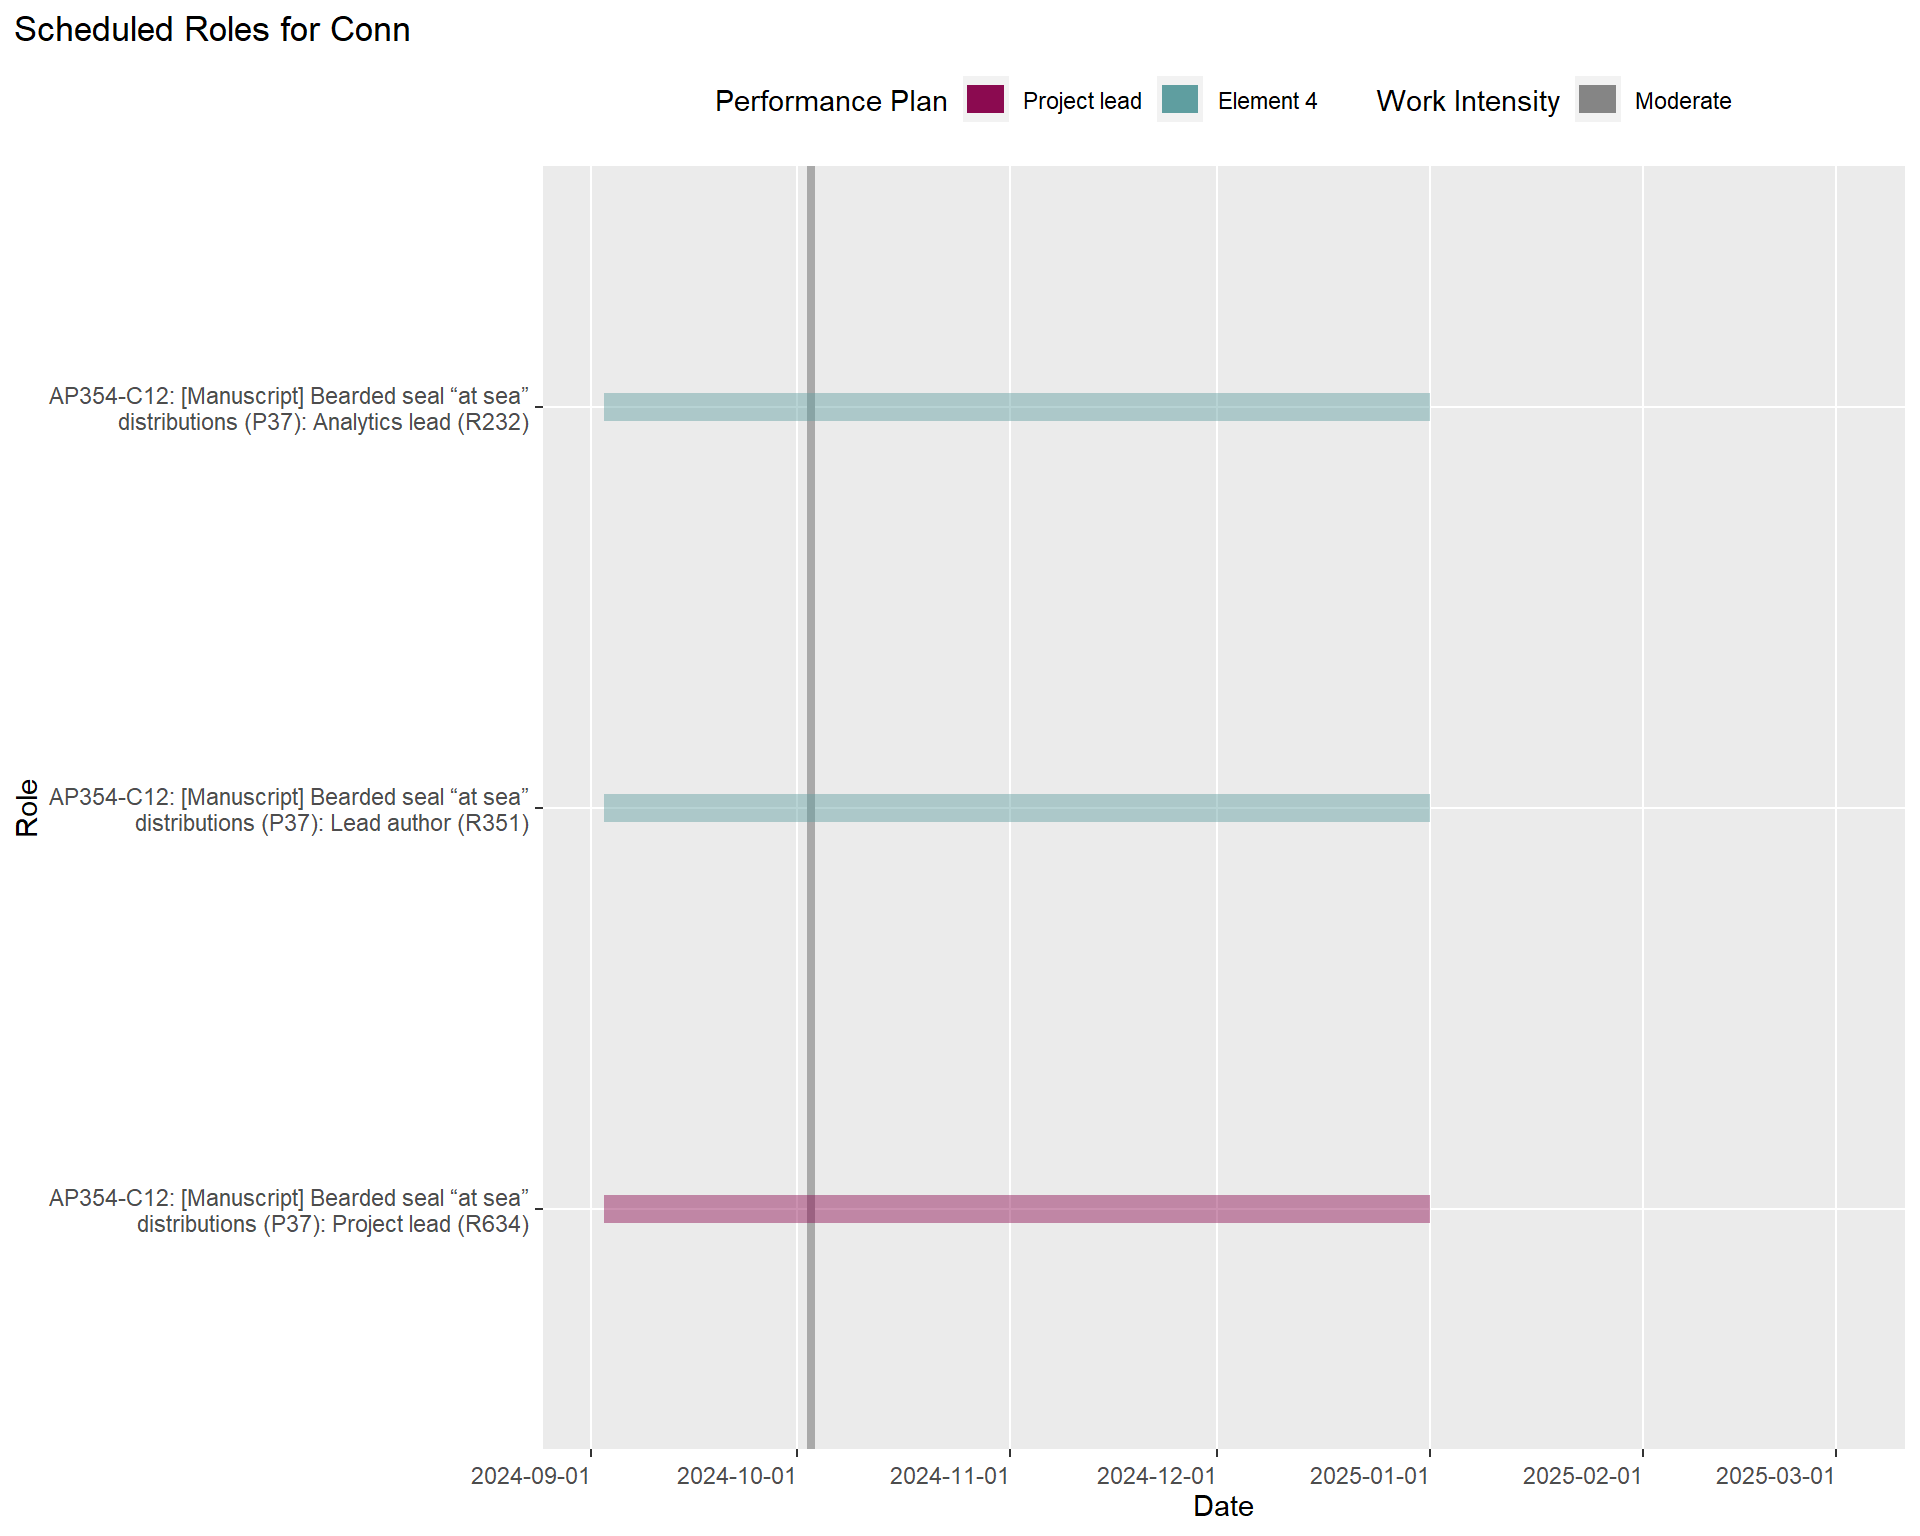 Scheduled Roles for Conn
Performance Plan Project lead Element 4 Work Intensity Moderate
AP354-C12: [Manuscript] Bearded seal “at sea”
distributions (P37): Analytics lead (R232)
Role
AP354-C12: [Manuscript] Bearded seal “at sea”
distributions (P37): Lead author (R351)
AP354-C12: [Manuscript] Bearded seal “at sea”
distributions (P37): Project lead (R634)
2024-09-01 2024-10-01 2024-11-01 2024-12-01 2025-01-01 2025-02-01 2025-03-01
Date